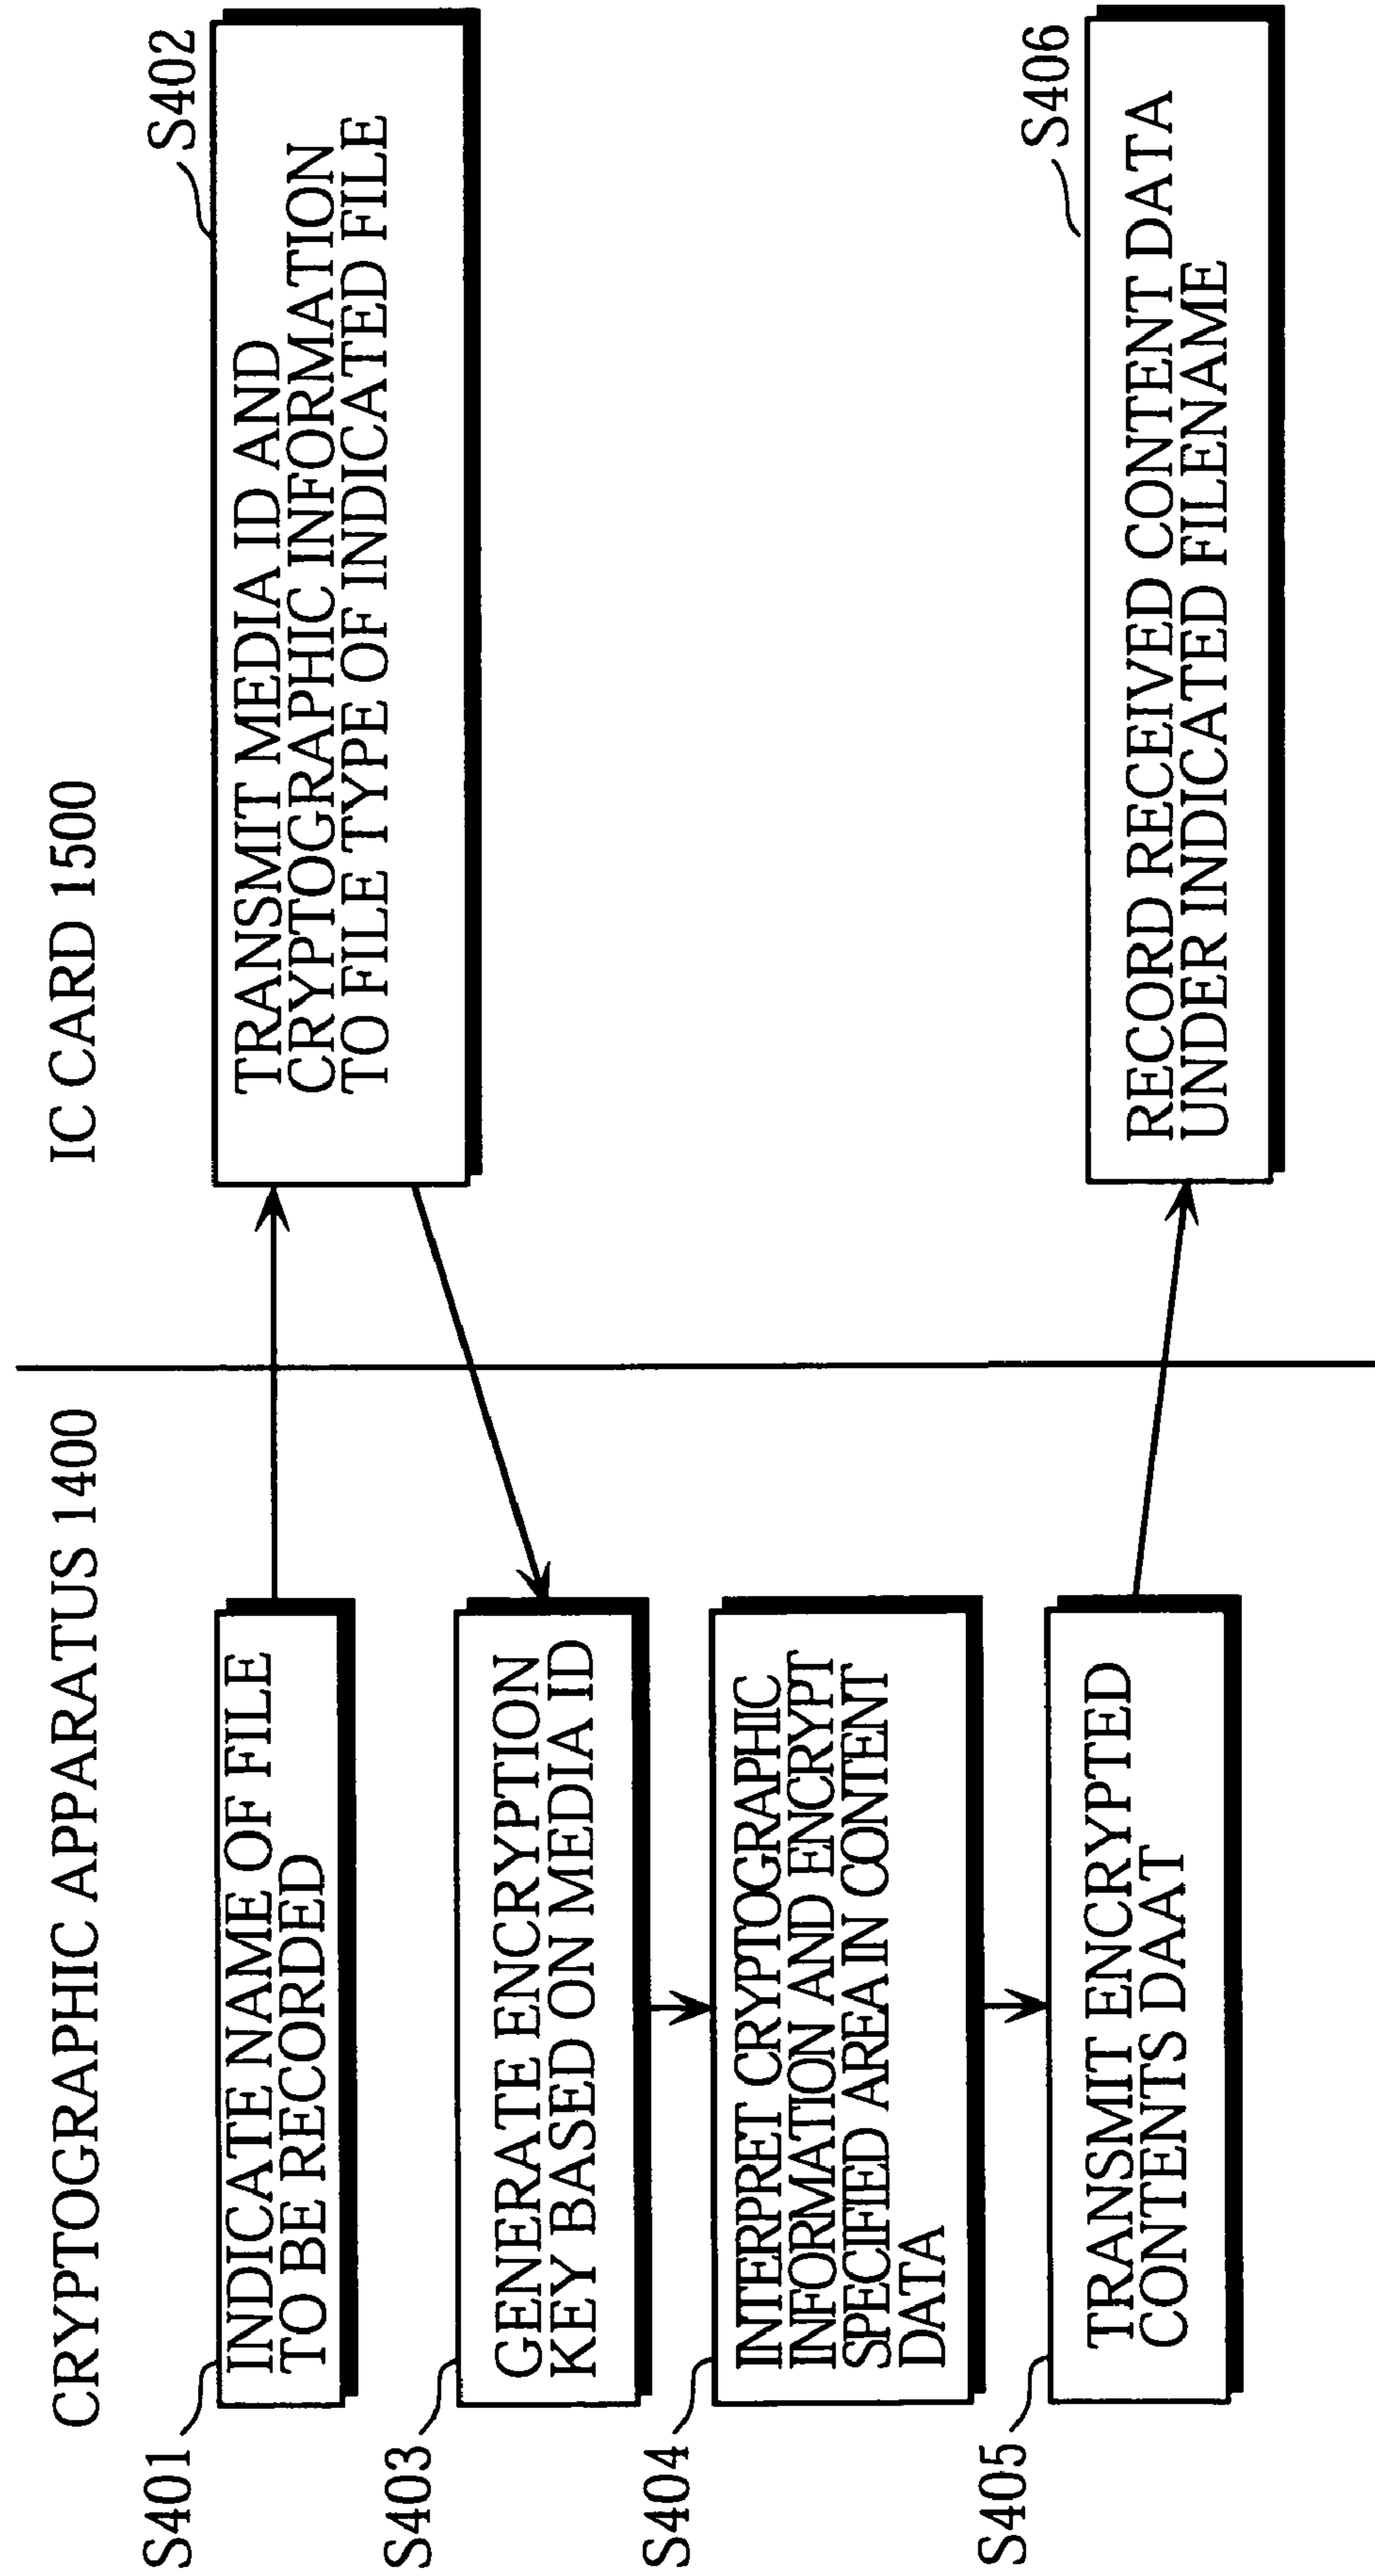 CRYPTOGRAPHIC APPARATUS 1400
IC CARD 1500
S401
INDICATE NAME OF FILE
TO BE RECORDED
S402
TRANSMIT MEDIA ID AND
CRYPTOGRAPHIC INFORMATION
TO FILE TYPE OF INDICATED FILE
S403
GENERATE ENCRYPTION
KEY BASED ON MEDIA ID
S404
INTERPRET CRYPTOGRAPHIC
INFORMATION AND ENCRYPT
SPECIFIED AREA IN CONTENT
DATA
S405
TRANSMIT ENCRYPTED
CONTENTS DAAT
S406
RECORD RECEIVED CONTENT DATA
UNDER INDICATED FILENAME